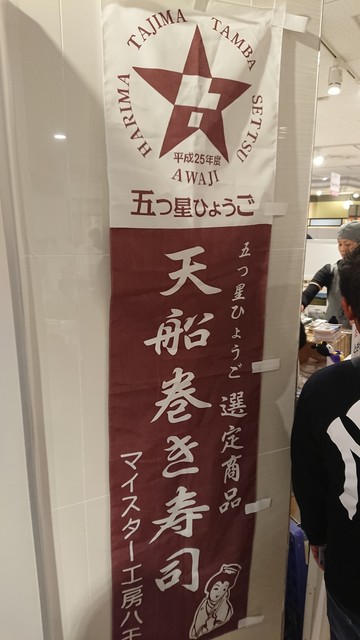 HARIMA TAJIMA TAMBA SETTSU
平成25年度
AWAJI
五つ星ひょうご
五つ星ひょうご 選定商品
天船巻き寿司
マイスター工房八千